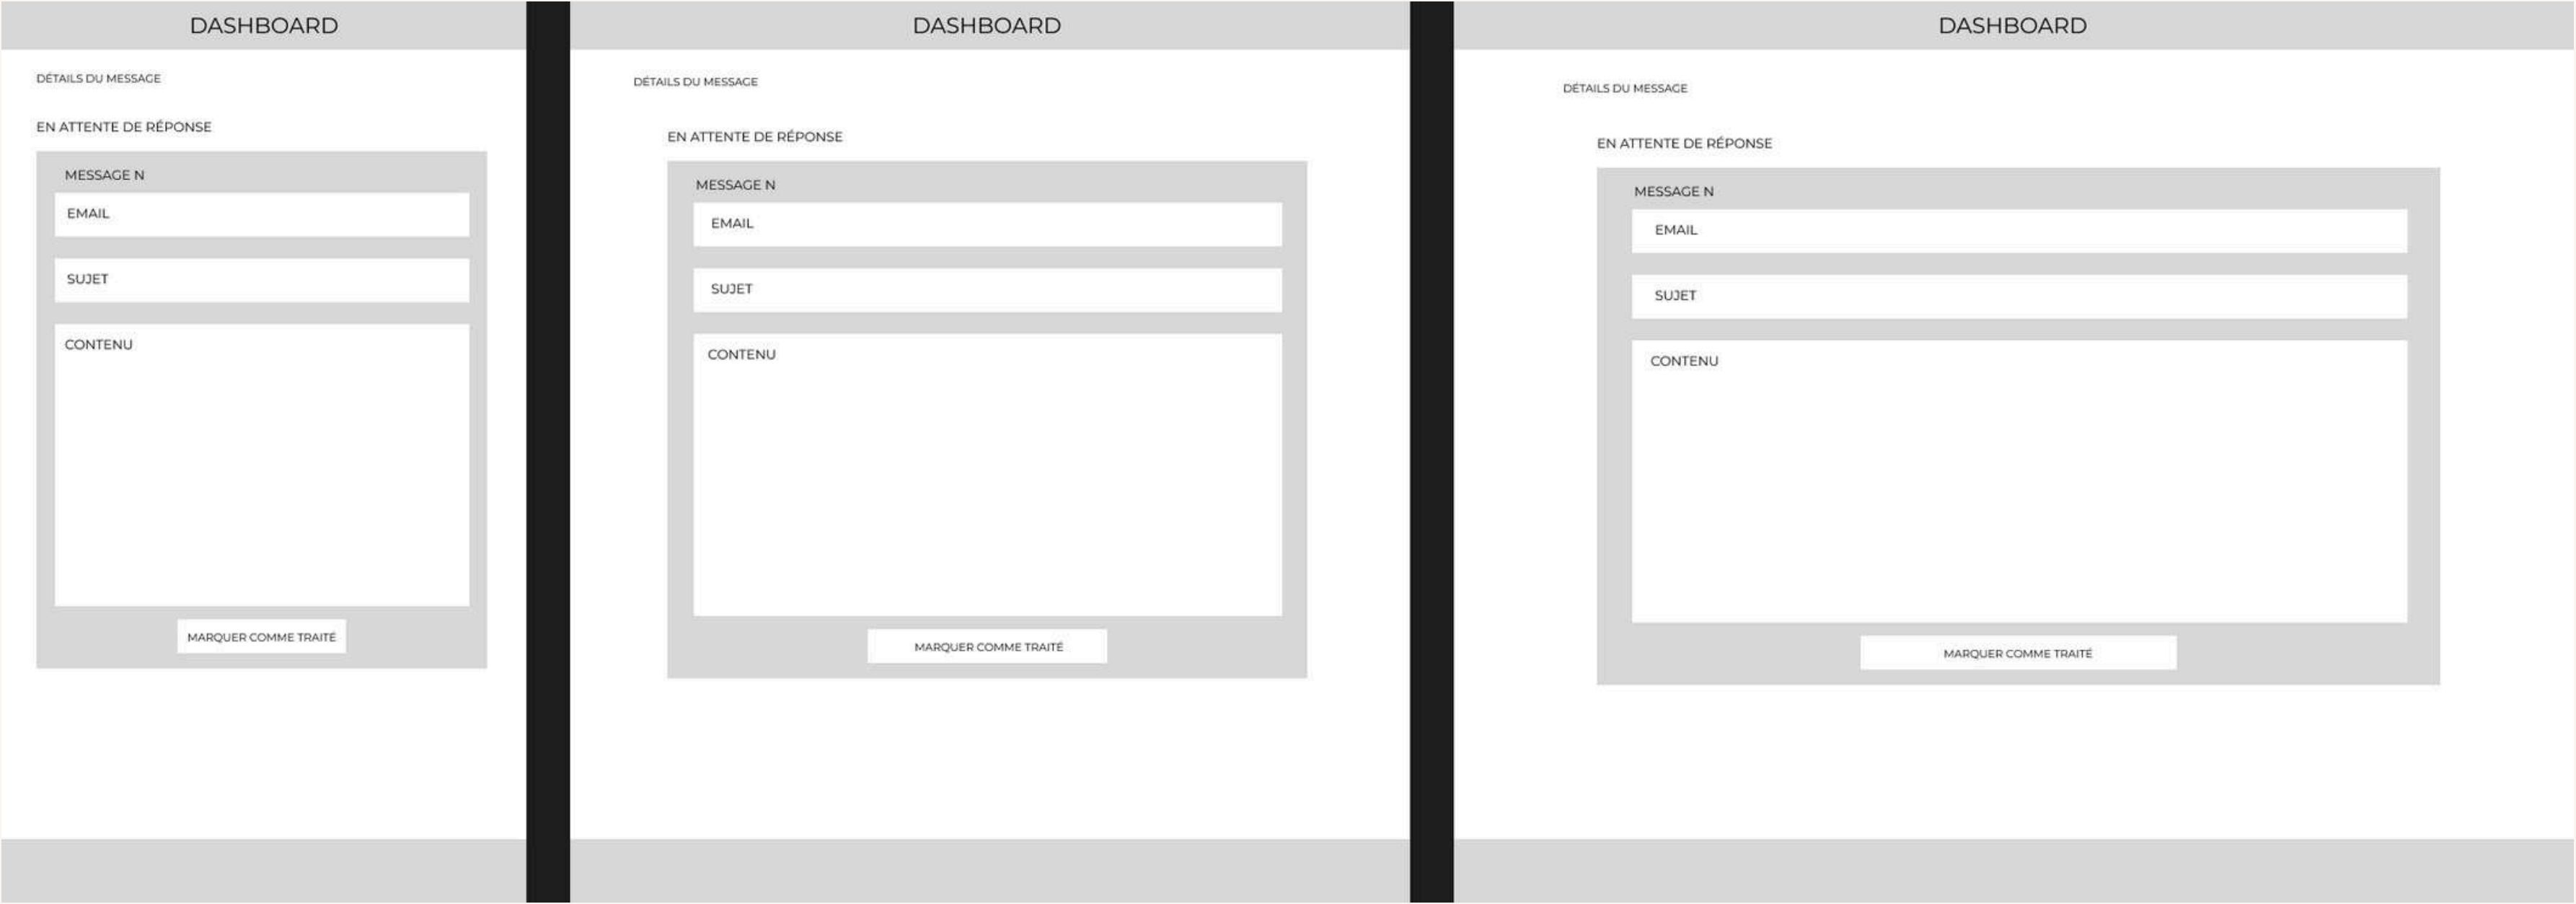 DASHBOARD
DÉTAILS DU MESSAGE
EN ATTENTE DE RÉPONSE
MESSAGE N
EMAIL
SUJET
CONTENU
MARQUER COMME TRAITÉ
DASHBOARD
DÉTAILS DU MESSAGE
EN ATTENTE DE RÉPONSE
MESSAGE N
EMAIL
SUJET
CONTENU
MARQUER COMME TRAITÉ
DASHBOARD
DÉTAILS DU MESSAGE
EN ATTENTE DE RÉPONSE
MESSAGE N
EMAIL
SUJET
CONTENU
MARQUER COMME TRAITÉ